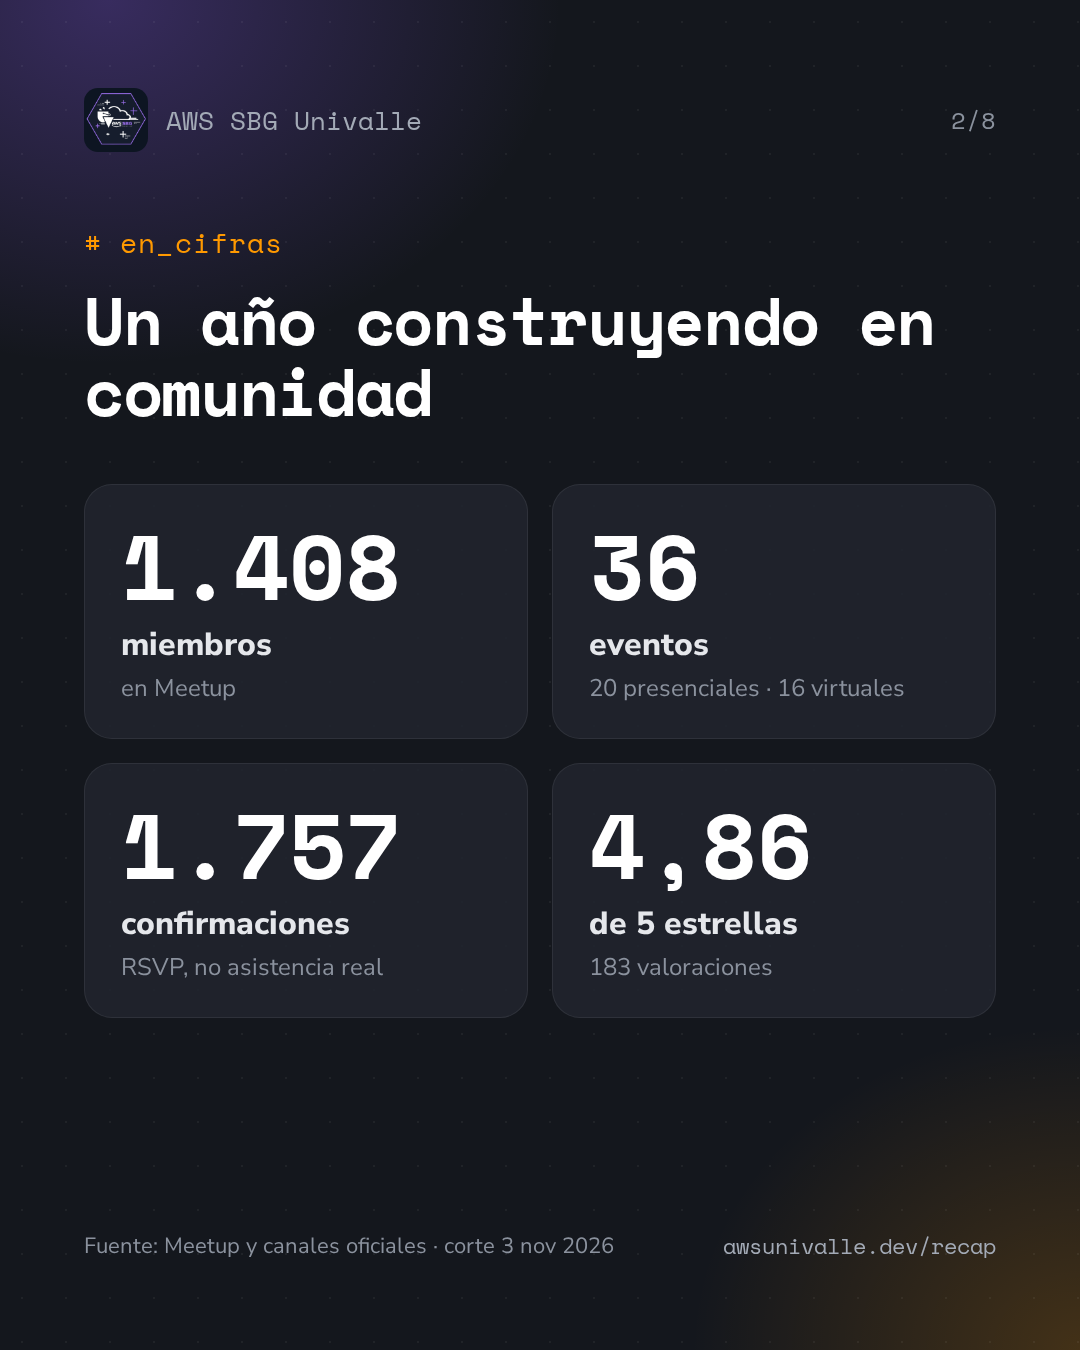 AWS SBG Univalle
2/8
# en_cifras
Un año construyendo en
comunidad
1.408
miembros
en Meetup
36
eventos
20 presenciales · 16 virtuales
1.757
confirmaciones
RSVP, no asistencia real
4,86
de 5 estrellas
183 valoraciones
Fuente: Meetup y canales oficiales · corte 3 nov 2026
awsunivalle.dev/recap